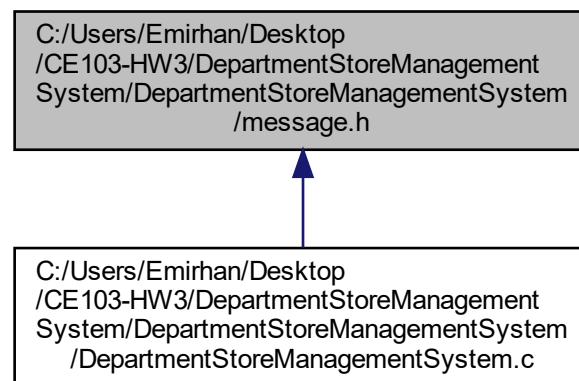 C:/Users/Emirhan/Desktop
/CE103-HW3/DepartmentStoreManagement
System/DepartmentStoreManagementSystem
/message.h
C:/Users/Emirhan/Desktop
/CE103-HW3/DepartmentStoreManagement
System/DepartmentStoreManagementSystem
/DepartmentStoreManagementSystem.c